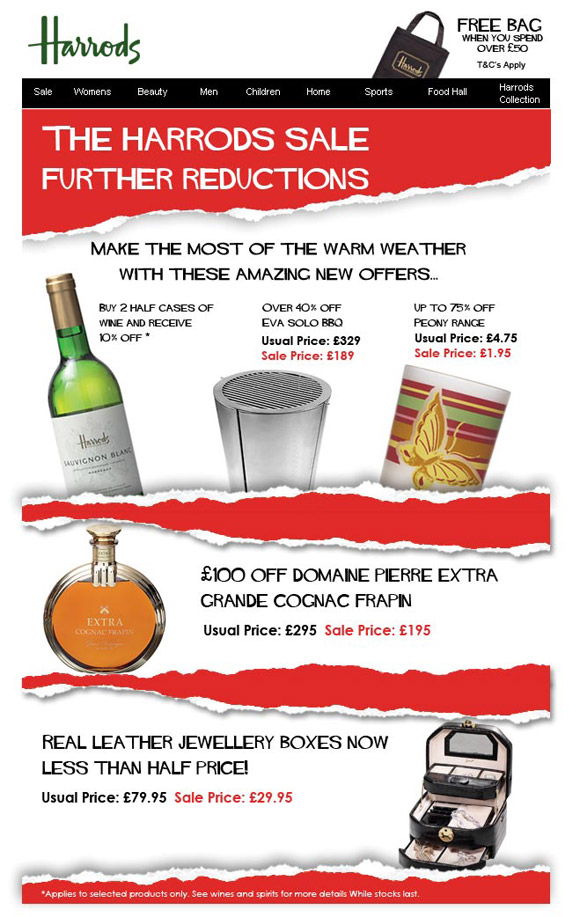 Harrods
FREE BAG
WHEN YOU SPEND
OVER £50
T&C's Apply
Harrods
Sale Womens Beauty Men Children Home Sports Food Hall Harrods Collection
THE HARRODS SALE
FURTHER REDUCTIONS
MAKE THE MOST OF THE WARM WEATHER
WITH THESE AMAZING NEW OFFERS...
BUY 2 HALF CASES OF
WINE AND RECEIVE
10% OFF *
OVER 40% OFF
EVA SOLO BBQ
Usual Price: £329
Sale Price: £189
UP TO 75% OFF
PEONY RANGE
Usual Price: £4.75
Sale Price: £1.95
Harrods
SAUVIGNON BLANC
BORDEAUX
£100 OFF DOMAINE PIERRE EXTRA
GRANDE COGNAC FRAPIN
Usual Price: £295 Sale Price: £195
EXTRA
EXTRA
COGNAC FRAPIN
REAL LEATHER JEWELLERY BOXES NOW
LESS THAN HALF PRICE!
Usual Price: £79.95 Sale Price: £29.95
*Applies to selected products only. See wines and spirits for more details While stocks last.